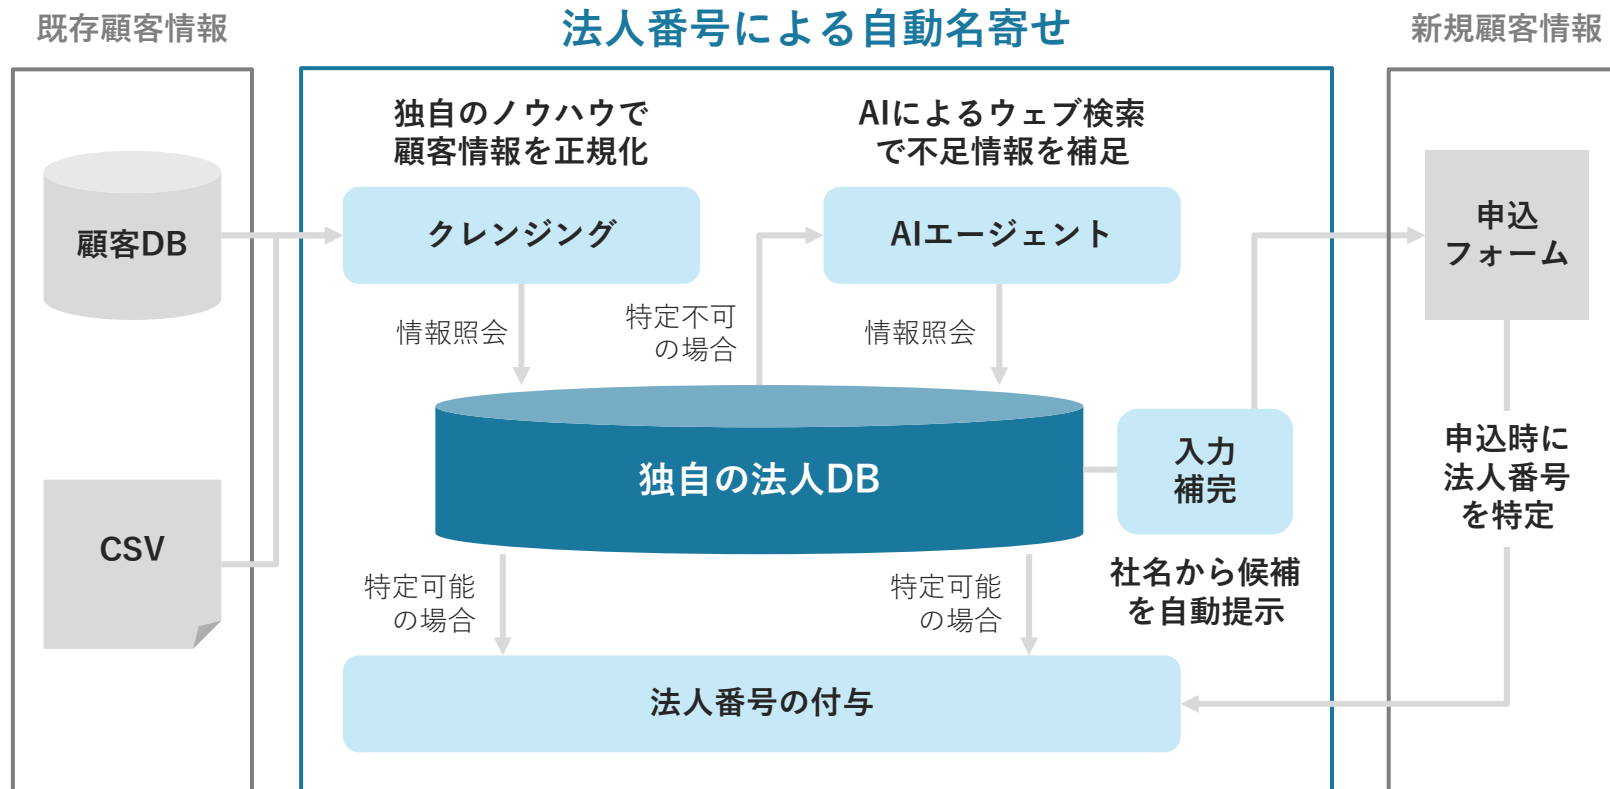 既存顧客情報
法人番号による自動名寄せ
新規顧客情報
独自のノウハウで
顧客情報を正規化
AIによるウェブ検索
で不足情報を補足
顧客DB
クレンジング
AIエージェント
申込
フォーム
情報照会
特定不可
の場合
情報照会
独自の法人DB
入力
補完
申込時に
法人番号
を特定
CSV
特定可能
の場合
特定可能
の場合
社名から候補
を自動提示
法人番号の付与